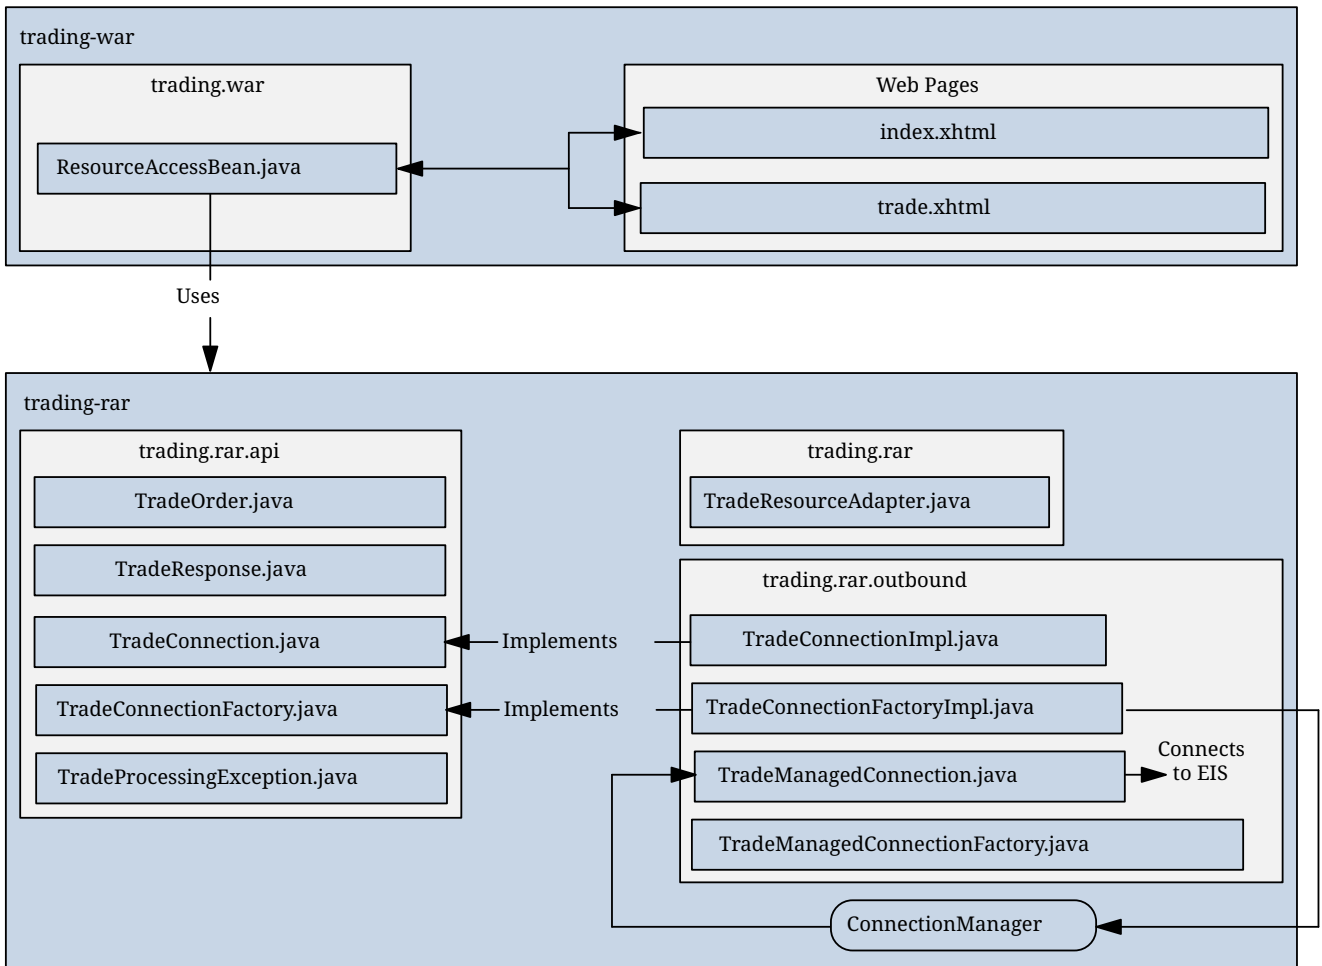 trading-war
trading.war
ResourceAccessBean.java
Web Pages
index.xhtml
trade.xhtml
Uses
trading-rar
trading.rar.api
TradeOrder.java
TradeResponse.java
TradeConnection.java
TradeConnectionFactory.java
TradeProcessingException.java
Implements
Implements
trading.rar
TradeResourceAdapter.java
trading.rar.outbound
TradeConnectionImpl.java
TradeConnectionFactoryImpl.java
TradeManagedConnection.java
Connects
to EIS
TradeManagedConnectionFactory.java
ConnectionManager